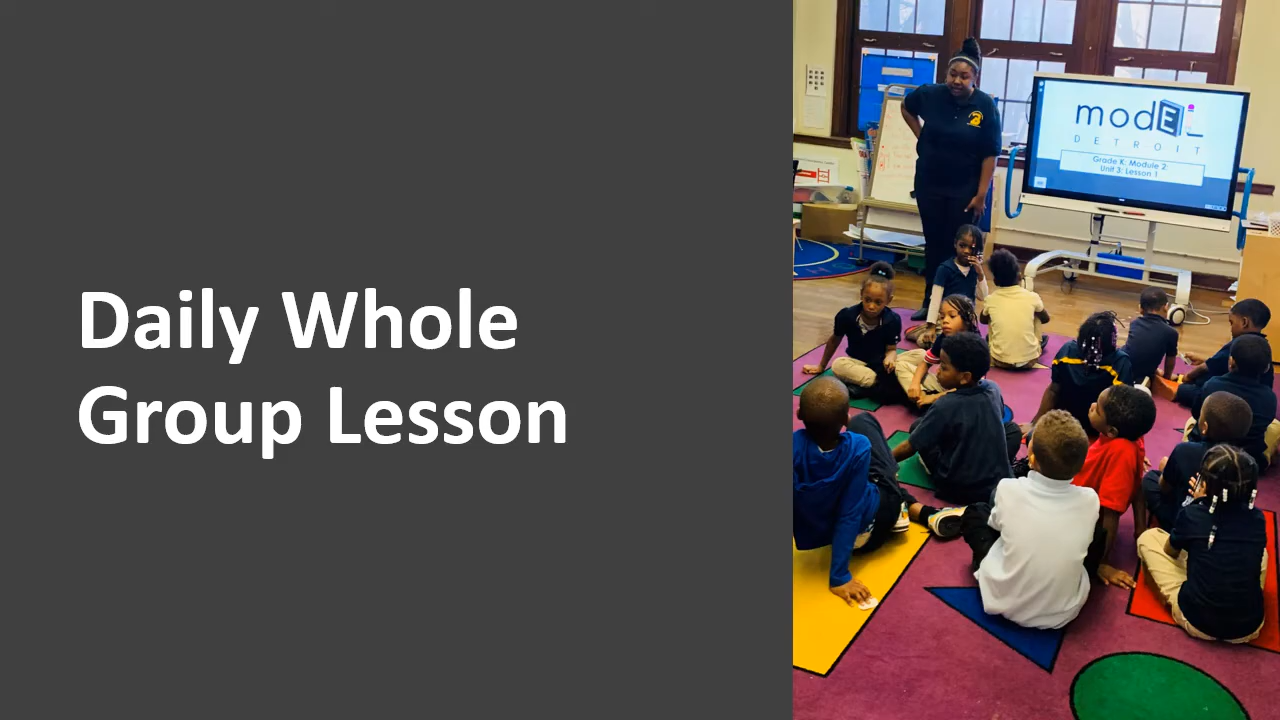 Daily Whole
Group Lesson
modEL
DETROIT
Grade K: Module 2:
Unit 3: Lesson 1